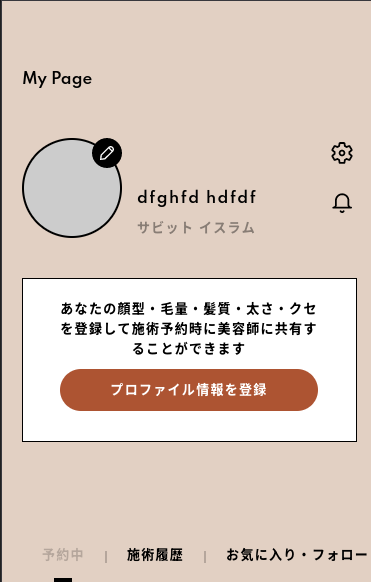 My Page
dfghfd hdfdf
サビット イスラム
あなたの顔型・毛量・髪質・太さ・クセ
を登録して施術予約時に美容師に共有す
ることができます
プロファイル情報を登録
予約中 | 施術履歴 | お気に入り・フォロー